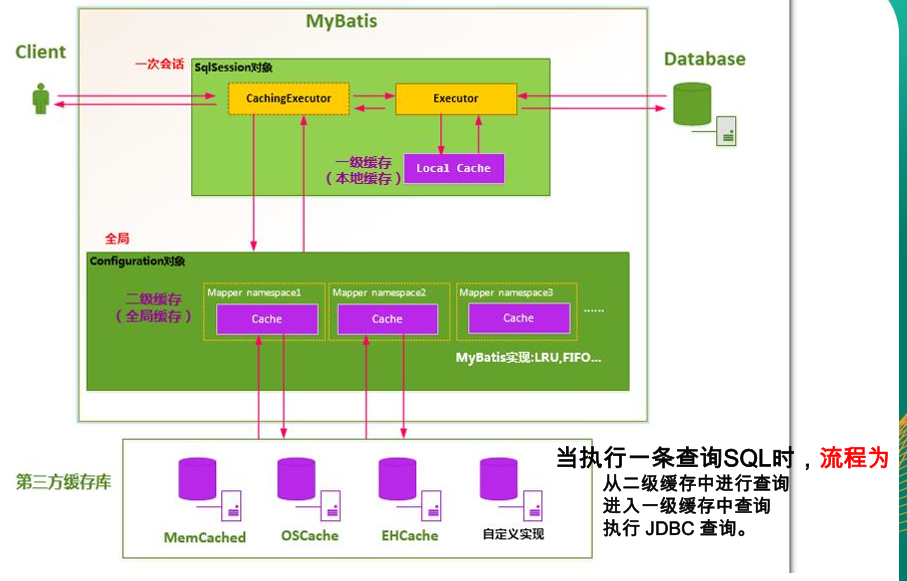 MyBatis
Client
一次会话
SqlSession对象
Database
CachingExecutor
Executor
一级缓存
（本地缓存）
Local Cache
全局
Configuration对象
二级缓存
（全局缓存）
Mapper namespace1
Cache
Mapper namespace2
Cache
Mapper namespace3
Cache
......
MyBatis实现:LRU,FIFO...
第三方缓存库
MemCached
OSCache
EHCache
自定义实现
当执行一条查询SQL时，流程为
从二级缓存中进行查询
进入一级缓存中查询
执行 JDBC 查询。